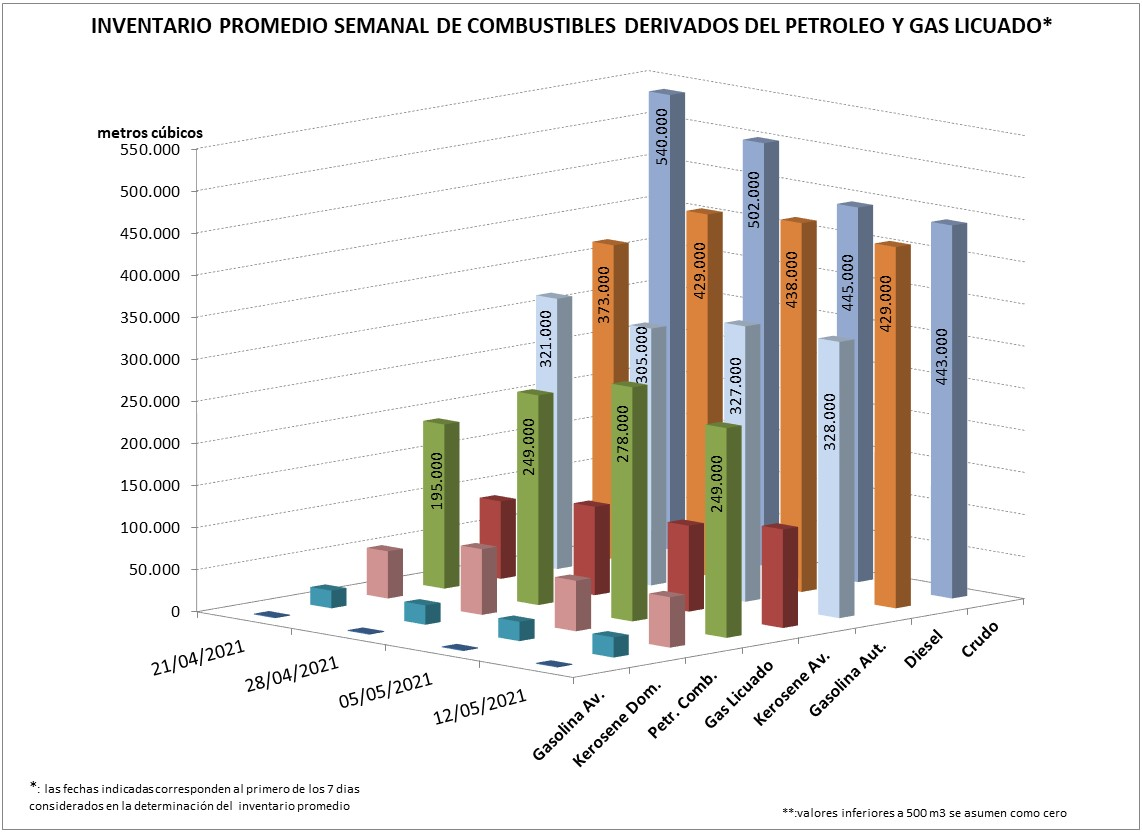 INVENTARIO PROMEDIO SEMANAL DE COMBUSTIBLES DERIVADOS DEL PETROLEO Y GAS LICUADO*
metros cúbicos
550.000
500.000
450.000
400.000
350.000
300.000
250.000
200.000
150.000
100.000
50.000
0
195.000
321.000
373.000
540.000
249.000
305.000
429.000
502.000
278.000
327.000
438.000
445.000
249.000
328.000
429.000
443.000
21/04/2021
28/04/2021
05/05/2021
12/05/2021
Gasolina Av.
Kerosene Dom.
Petr. Comb.
Gas Licuado
Kerosene Av.
Gasolina Aut.
Diesel
Crudo
*: las fechas indicadas corresponden al primero de los 7 dias
considerados en la determinación del inventario promedio
**:valores inferiores a 500 m3 se asumen como cero